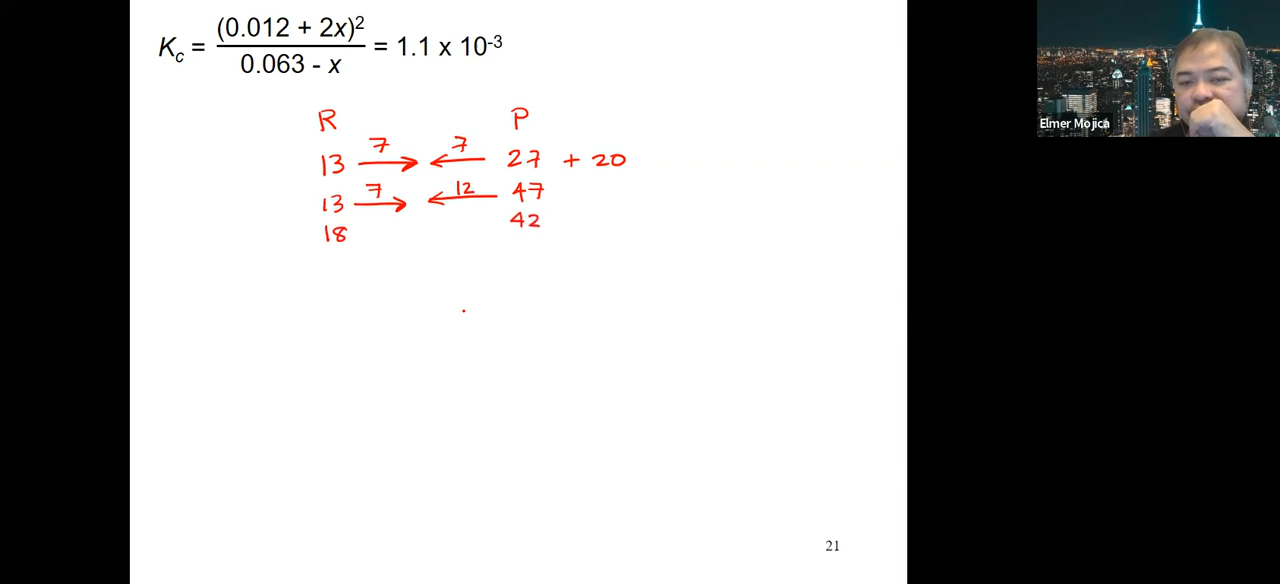 Kc = (0.012 + 2x)² / 0.063 - x = 1.1 x 10⁻³
R P
7 7
13 27 + 20
7 12
13 47
18 42
Elmer Mojica
21